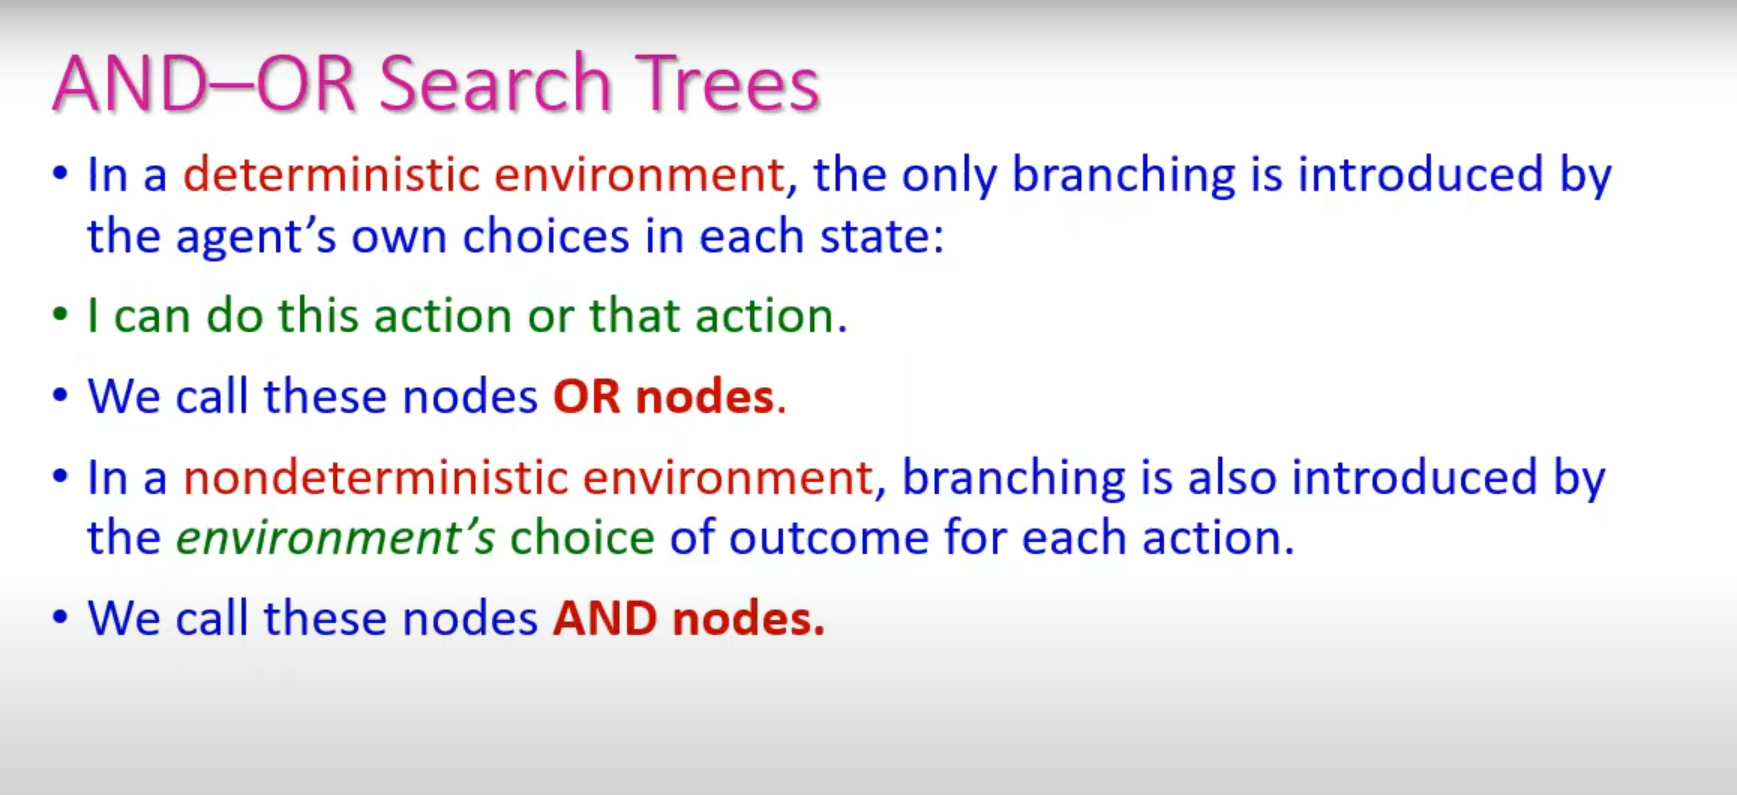 AND–OR Search Trees
• In a deterministic environment, the only branching is introduced by
the agent’s own choices in each state:
• I can do this action or that action.
• We call these nodes OR nodes.
• In a nondeterministic environment, branching is also introduced by
the environment’s choice of outcome for each action.
• We call these nodes AND nodes.